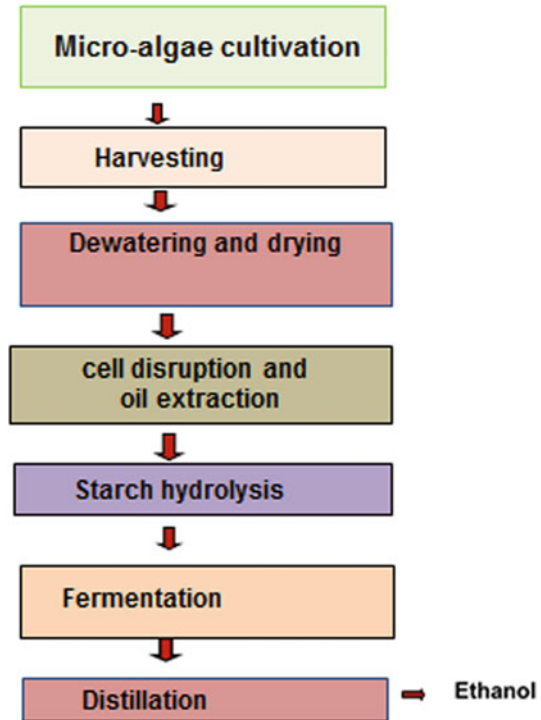 Micro-algae cultivation
Harvesting
Dewatering and drying
cell disruption and
oil extraction
Starch hydrolysis
Fermentation
Distillation
Ethanol